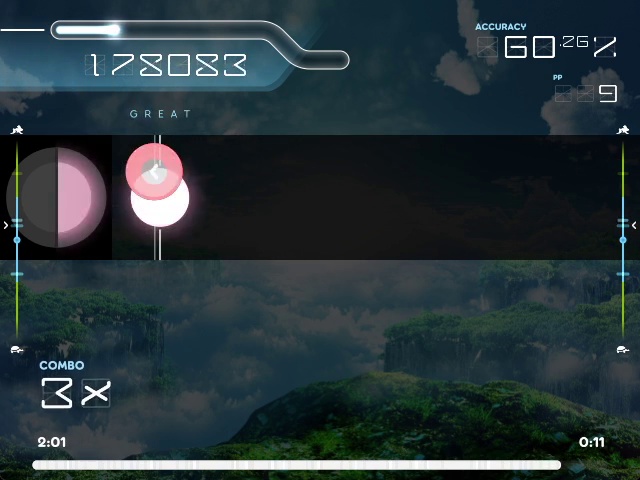 178083
ACCURACY
60.26%
PP
9
GREAT
COMBO
3x
2:01
0:11